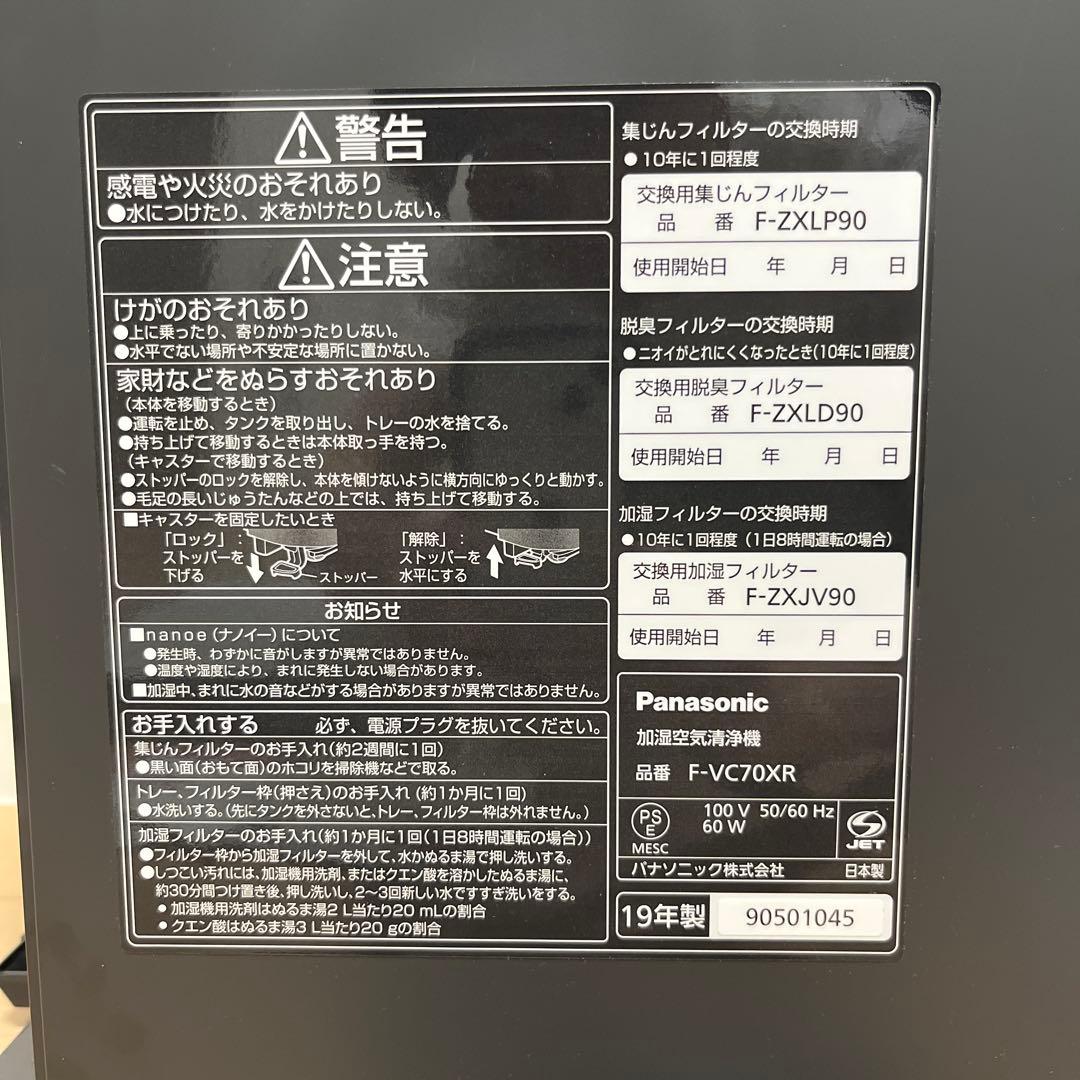 ⚠警告
感電や火災のおそれあり
●水につけたり、水をかけたりしない。
⚠注意
けがのおそれあり
●上に乗ったり、寄りかかったりしない。
●水平でない場所や不安定な場所に置かない。
家財などをぬらすおそれあり
(本体を移動するとき)
●運転を止め、タンクを取り出し、トレーの水を捨てる。
●持ち上げて移動するときは本体取っ手を持つ。
(キャスターで移動するとき)
●ストッパーのロックを解除し、本体を傾けないように横方向にゆっくりと動かす。
●毛足の長いじゅうたんなどの上では、持ち上げて移動する。
■キャスターを固定したいとき
「ロック」:
ストッパーを
下げる
ストッパー
「解除」:
ストッパーを
水平にする
お知らせ
■nanoe(ナノイー)について
●発生時、わずかに音がしますが異常ではありません。
●温度や湿度により、まれに発生しない場合があります。
■加湿中、まれに水の音などがする場合がありますが異常ではありません。
お手入れする 必ず、電源プラグを抜いてください。
集じんフィルターのお手入れ(約2週間に1回)
●黒い面(おもて面)のホコリを掃除機などで取る。
トレー、フィルター枠(押さえ)のお手入れ(約1か月に1回)
●水洗いする。(先にタンクを外さないと、トレー、フィルター枠は外れません。)
加湿フィルターのお手入れ(約1か月に1回(1日8時間運転の場合))
●フィルター枠から加湿フィルターを外して、水かぬるま湯で押し洗いする。
●しつこい汚れには、加湿機用洗剤、またはクエン酸を溶かしたぬるま湯に、
約30分間つけ置き後、押し洗いし、2～3回新しい水ですすぎ洗いをする。
• 加湿機用洗剤はぬるま湯2 L当たり20 mLの割合
• クエン酸はぬるま湯3 L当たり20 gの割合
集じんフィルターの交換時期
● 10年に1回程度
交換用集じんフィルター
品 番 F-ZXLP90
使用開始日 年 月 日
脱臭フィルターの交換時期
● ニオイがとれにくくなったとき(10年に1回程度)
交換用脱臭フィルター
品 番 F-ZXLD90
使用開始日 年 月 日
加湿フィルターの交換時期
● 10年に1回程度(1日8時間運転の場合)
交換用加湿フィルター
品 番 F-ZXJV90
使用開始日 年 月 日
Panasonic
加湿空気清浄機
品番 F-VC70XR
PS
E
MESC
100 V 50/60 Hz
60 W
JET
パナソニック株式会社 日本製
19年製 90501045